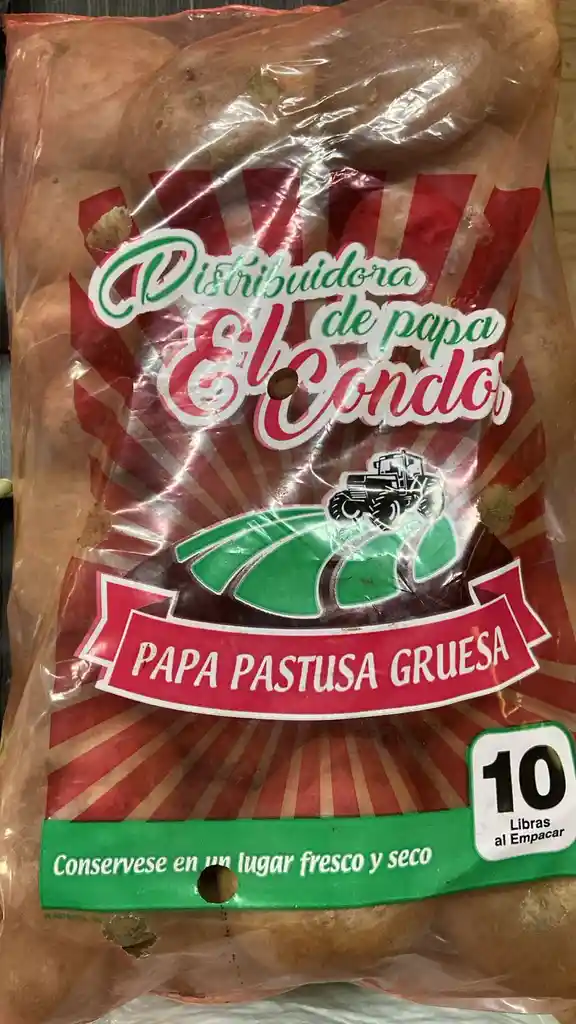 Distribuidora
de papa
El Condor
PAPA PASTUSA GRUESA
10
Libras
al Empacar
Conservese en un lugar fresco y seco